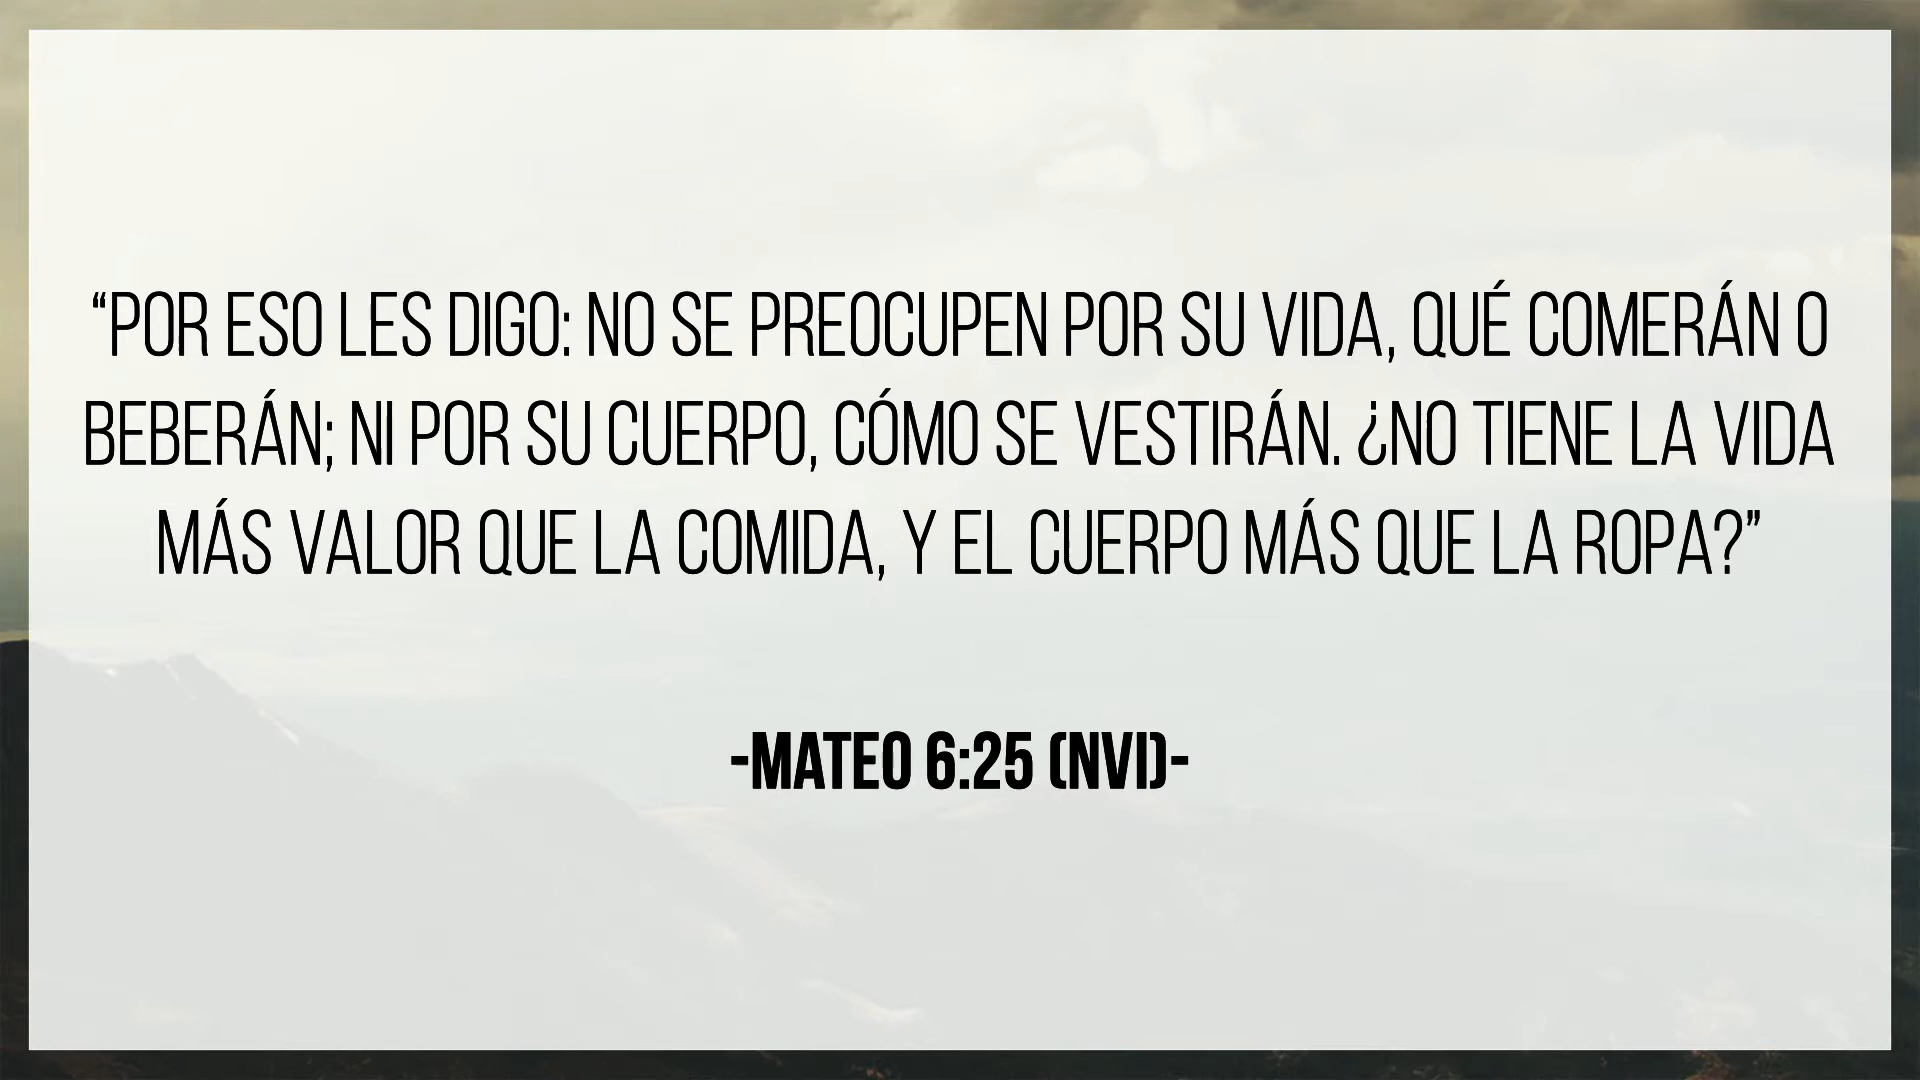 “POR ESO LES DIGO: NO SE PREOCUPEN POR SU VIDA, QUÉ COMERÁN O
BEBERÁN; NI POR SU CUERPO, CÓMO SE VESTIRÁN. ¿NO TIENE LA VIDA
MÁS VALOR QUE LA COMIDA, Y EL CUERPO MÁS QUE LA ROPA?”
-MATEO 6:25 (NVI)-